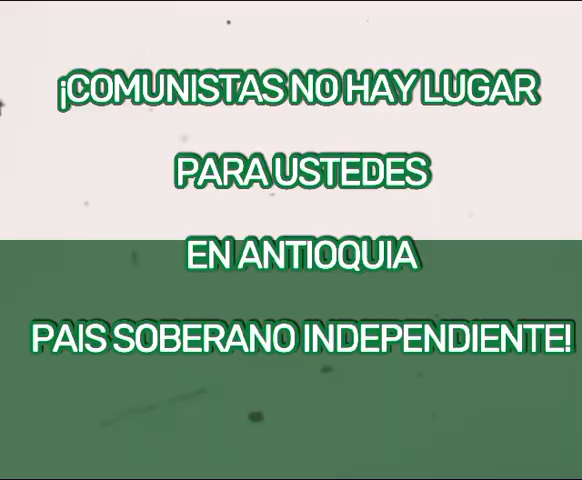 ¡COMUNISTAS NO HAY LUGAR
PARA USTEDES
EN ANTIOQUIA
PAIS SOBERANO INDEPENDIENTE!